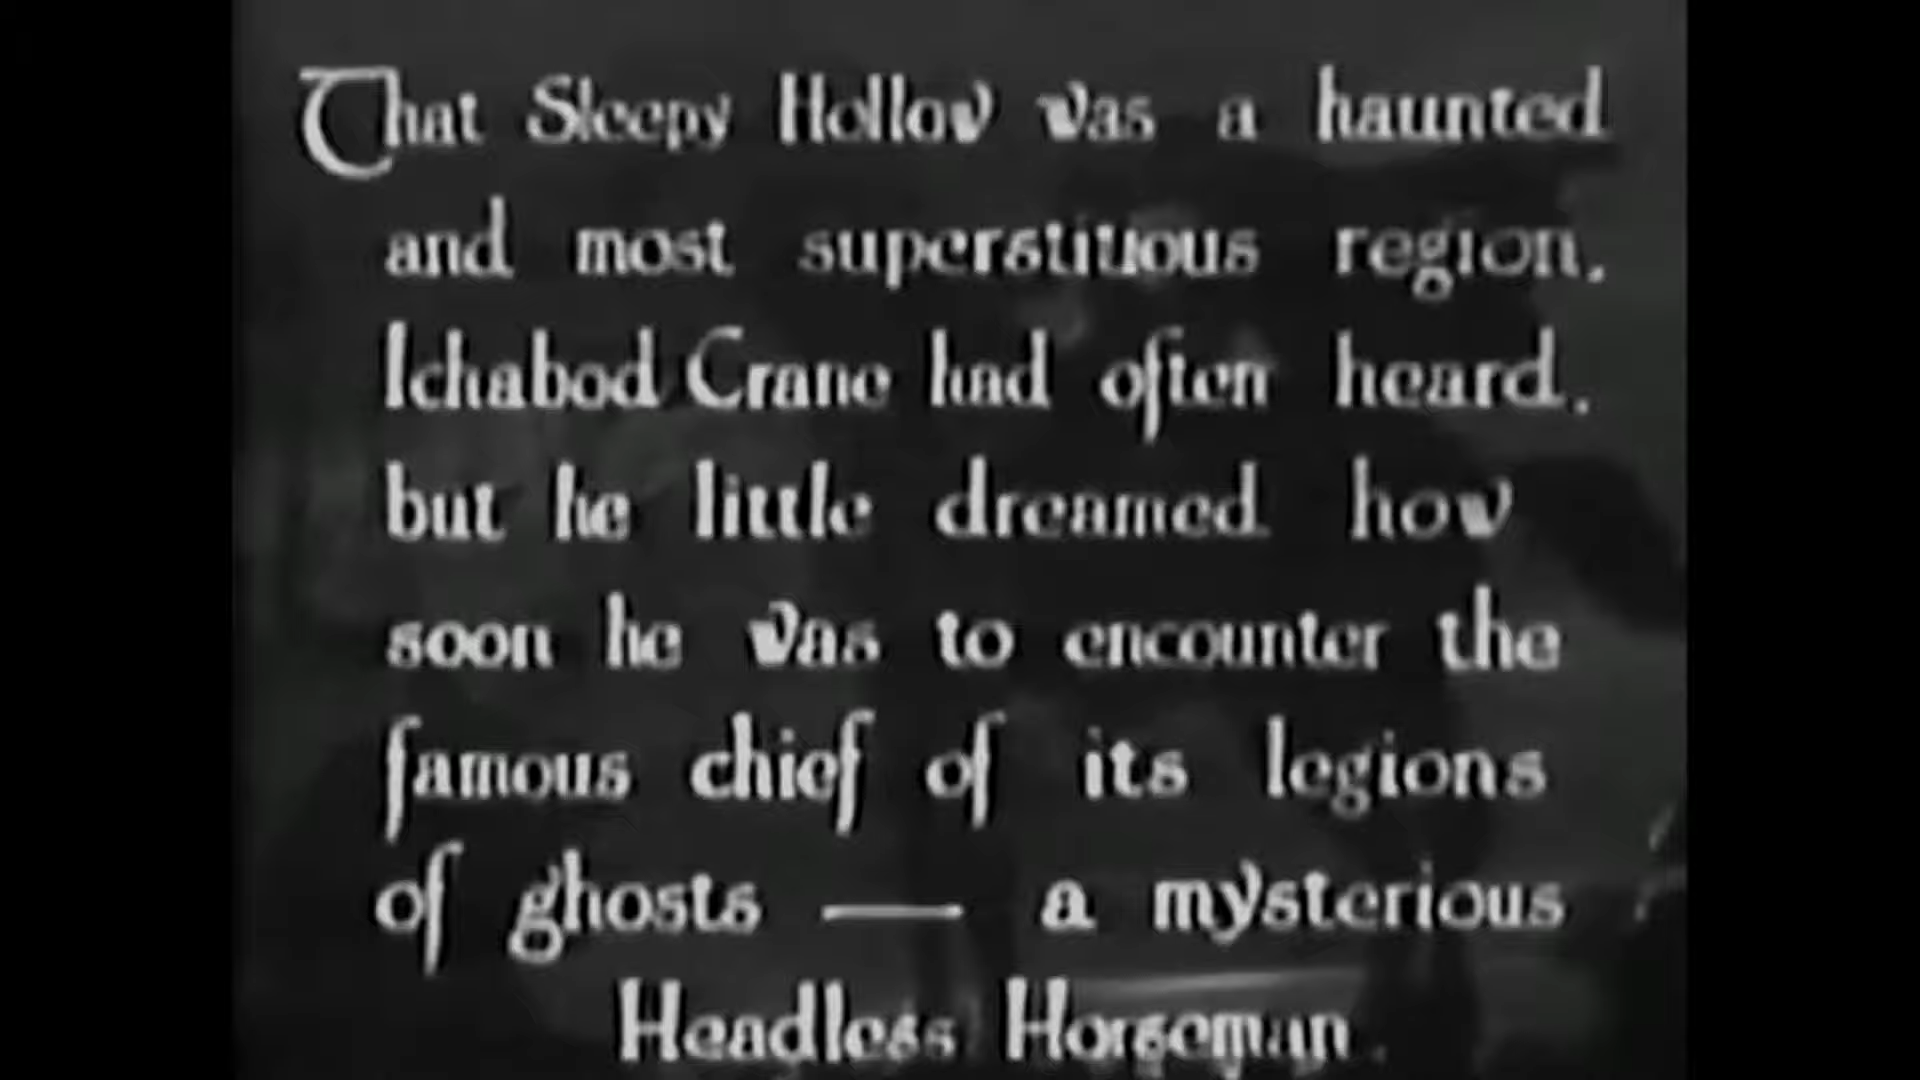 That Sleepy Hollow was a haunted
and most superstitious region,
Ichabod Crane had often heard,
but he little dreamed how
soon he was to encounter the
famous chief of its legions
of ghosts — a mysterious
Headless Horseman.